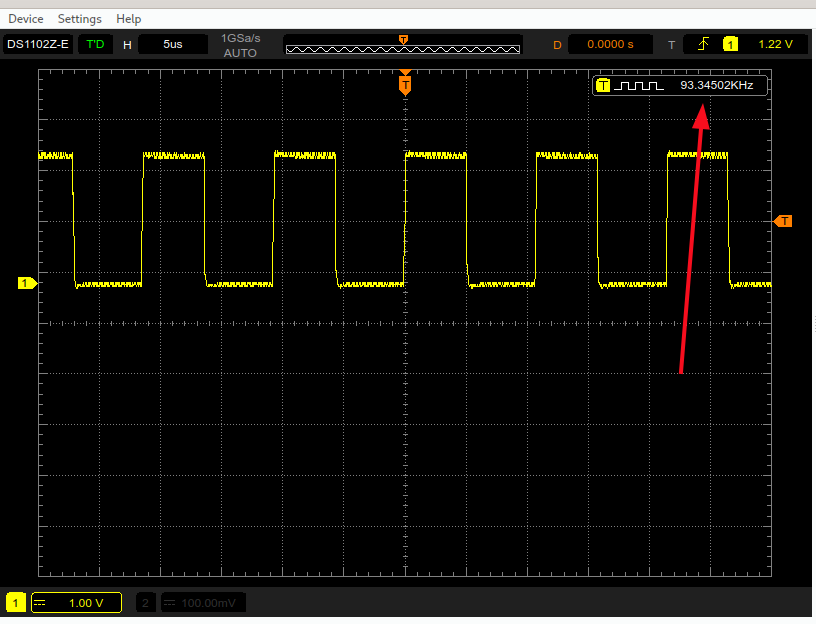 Device Settings Help
DS1102Z-E T'D H 5us 1GSa/s AUTO T D 0.0000 s T 1 1.22 V
T
T 93.34502KHz
T
1
1 1.00 V 2 100.00mV